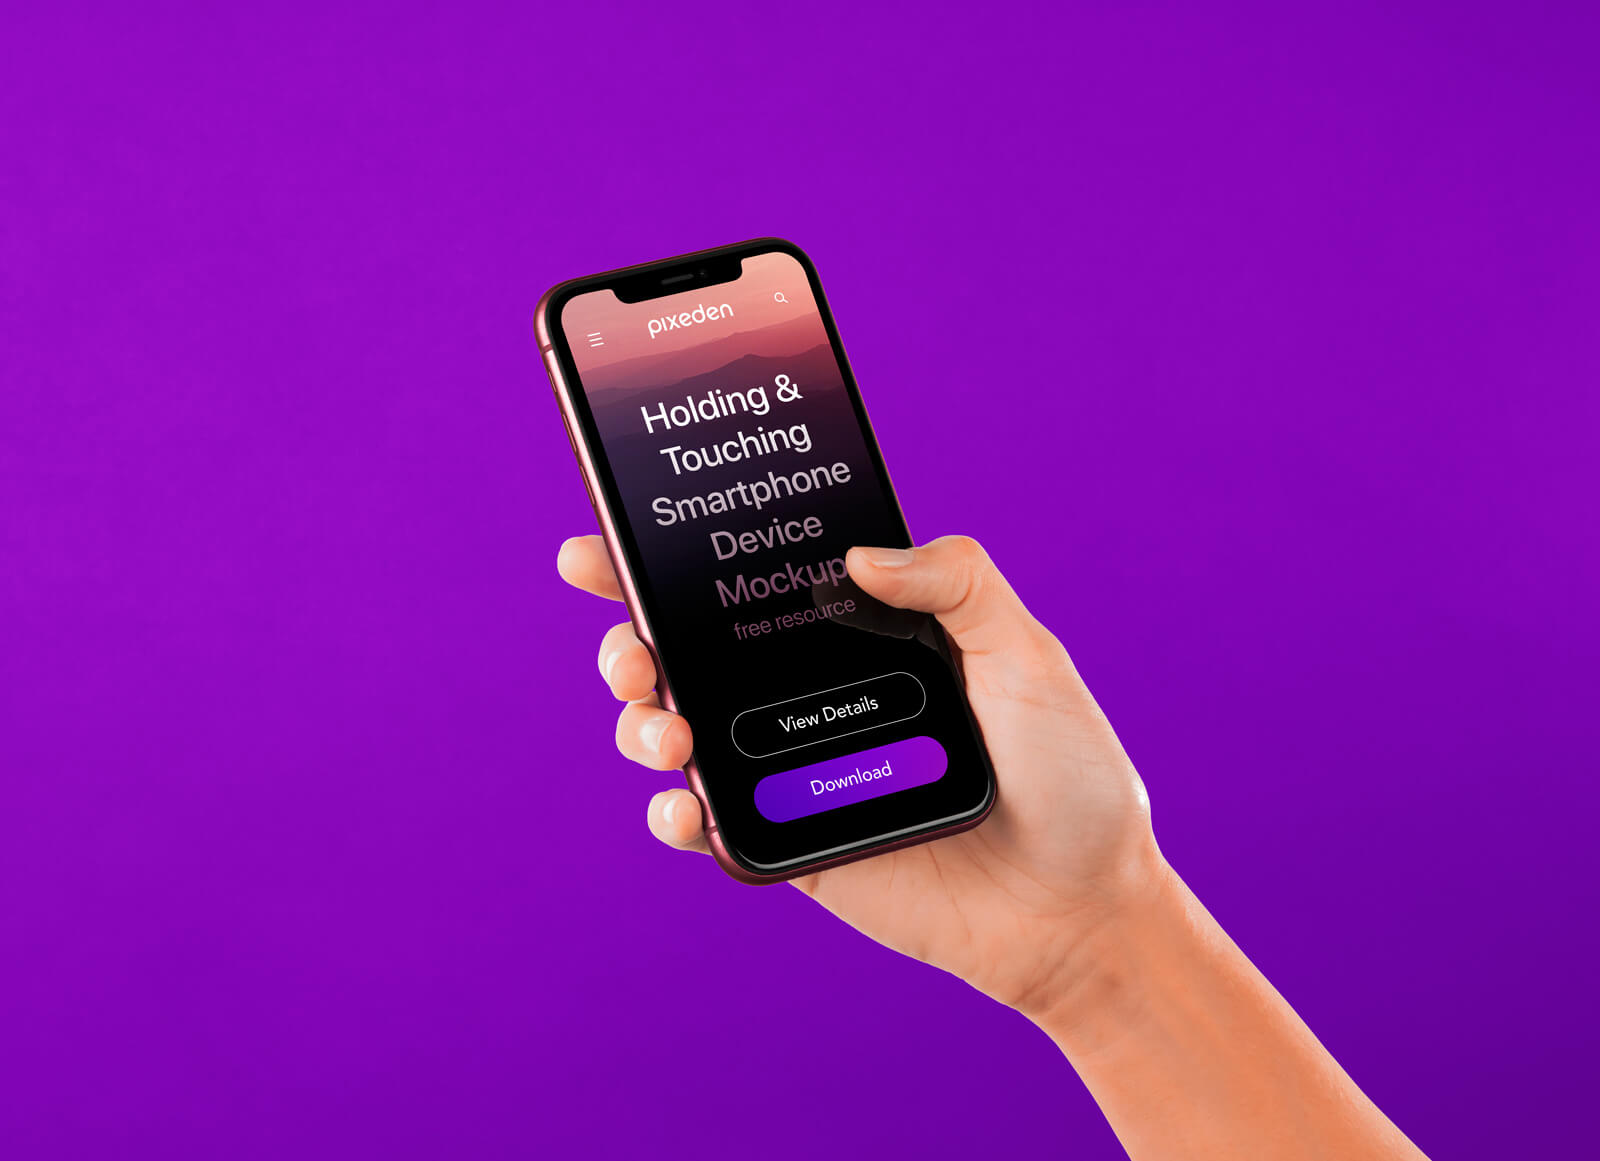 pixeden
Holding &
Touching
Smartphone
Device
Mockup
free resource
View Details
Download